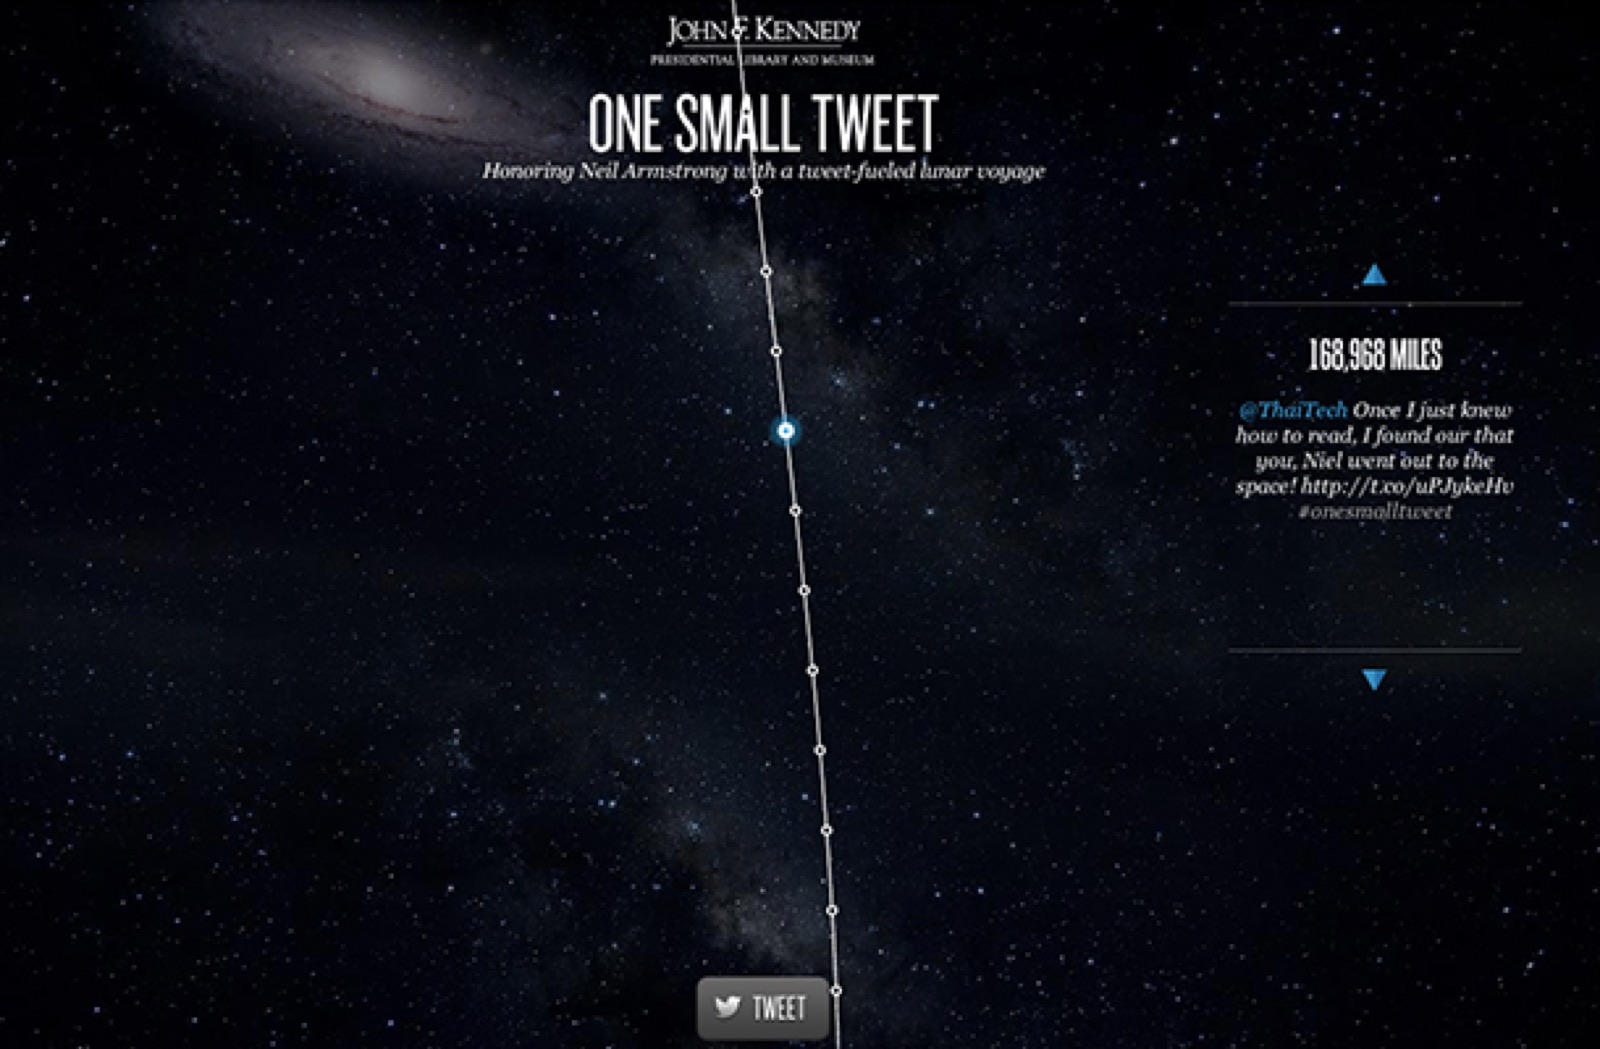 JOHN F. KENNEDY
PRESIDENTIAL LIBRARY AND MUSEUM
ONE SMALL TWEET
Honoring Neil Armstrong with a tweet-fueled lunar voyage
168,968 MILES
@ThaiTech Once I just knew
how to read, I found our that
you, Niel went out to the
space! http://t.co/uPJykeHv
#onesmalltweet
TWEET